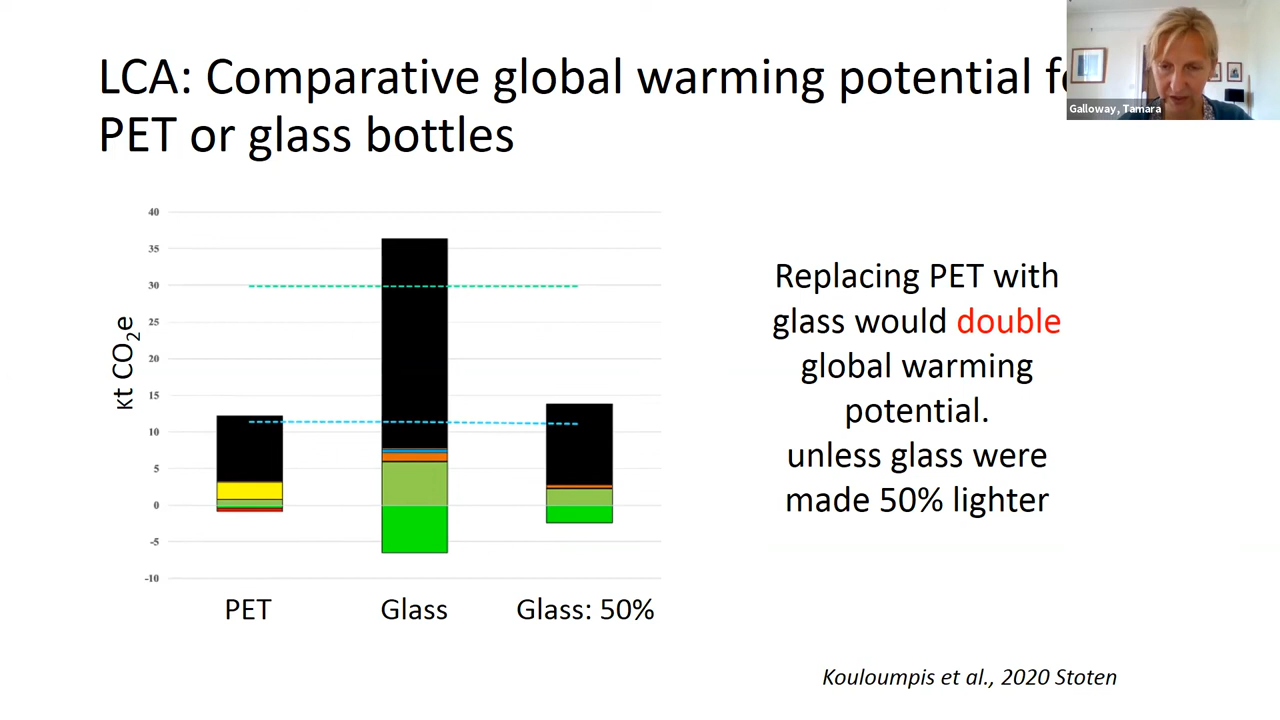 LCA: Comparative global warming potential
PET or glass bottles
Galloway, Tamara
40
35
30
25
20
15
10
5
0
-5
-10
кt CO2e
PET
Glass
Glass: 50%
Replacing PET with
glass would double
global warming
potential.
unless glass were
made 50% lighter
Kouloumpis et al., 2020 Stoten